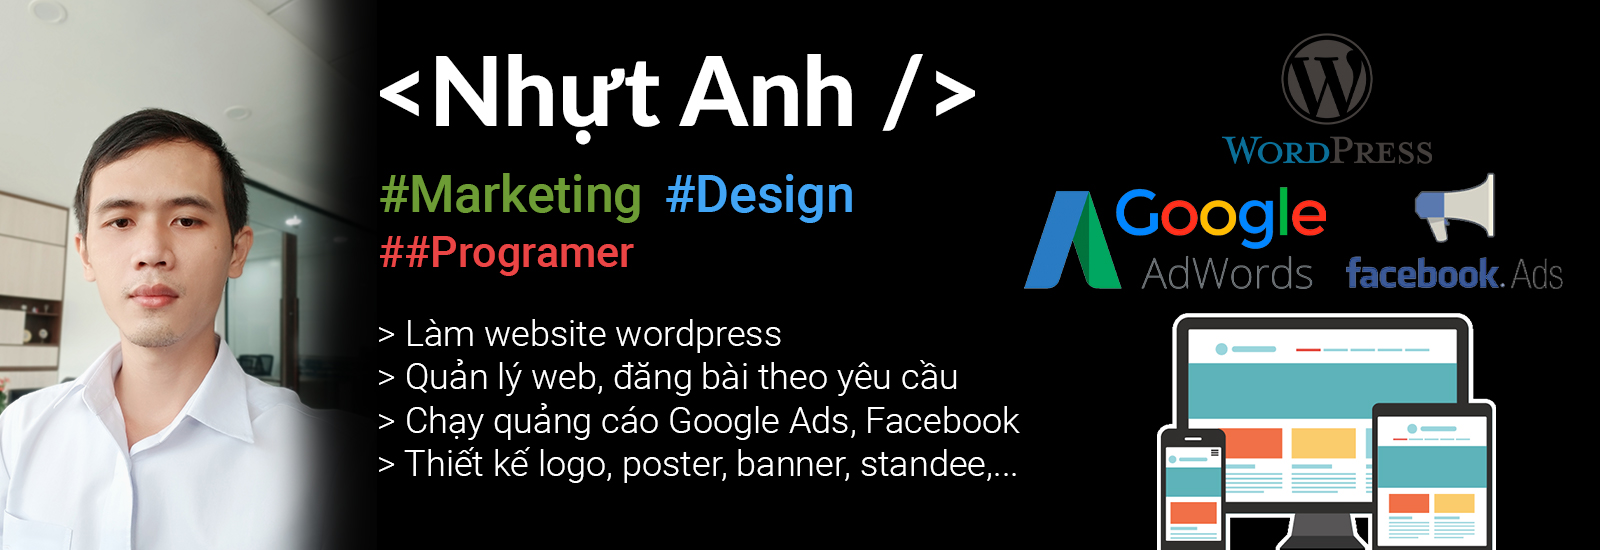 <Nhựt Anh />
#Marketing #Design
##Programer
> Làm website wordpress
> Quản lý web, đăng bài theo yêu cầu
> Chạy quảng cáo Google Ads, Facebook
> Thiết kế logo, poster, banner, standee,...
WORDPRESS
Google
AdWords
facebook. Ads